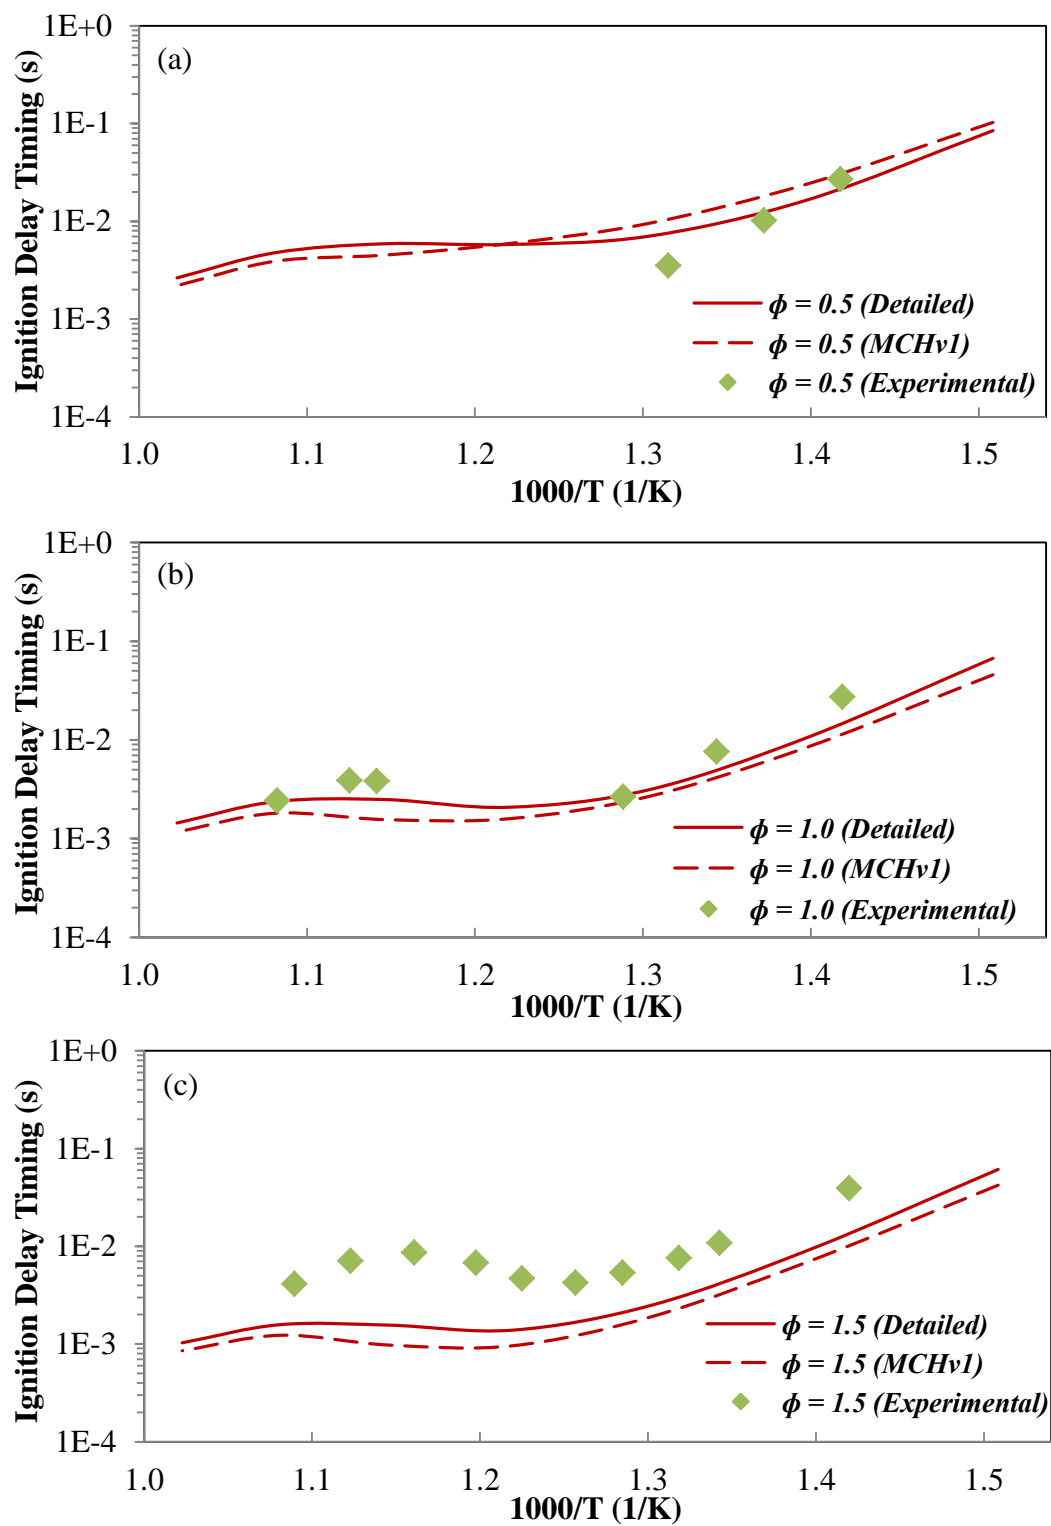 1E+0
(a)
1E-1
1E-2
1E-3
1E-4
Ignition Delay Timing (s)
ϕ = 0.5 (Detailed)
ϕ = 0.5 (MCHv1)
ϕ = 0.5 (Experimental)
1.0 1.1 1.2 1.3 1.4 1.5
1000/T (1/K)
1E+0
(b)
1E-1
1E-2
1E-3
1E-4
Ignition Delay Timing (s)
ϕ = 1.0 (Detailed)
ϕ = 1.0 (MCHv1)
ϕ = 1.0 (Experimental)
1.0 1.1 1.2 1.3 1.4 1.5
1000/T (1/K)
1E+0
(c)
1E-1
1E-2
1E-3
1E-4
Ignition Delay Timing (s)
ϕ = 1.5 (Detailed)
ϕ = 1.5 (MCHv1)
ϕ = 1.5 (Experimental)
1.0 1.1 1.2 1.3 1.4 1.5
1000/T (1/K)